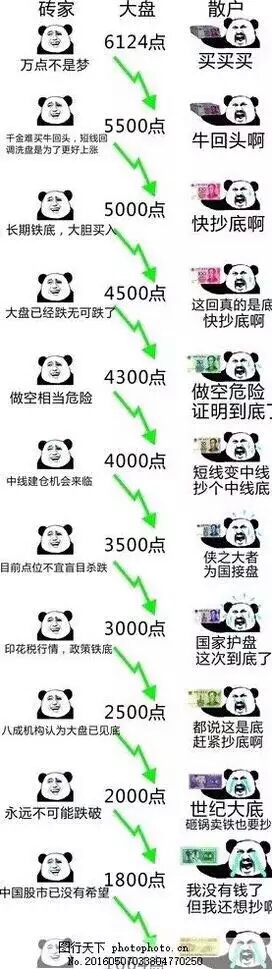 砖家 大盘 散户
6124点
万点不是梦
买买买
5500点
千金难买牛回头，短线回
调洗盘是为了更好上涨
牛回头啊
5000点
长期铁底，大胆买入
快抄底啊
4500点
大盘已经跌无可跌了
这回真的是底
快抄底啊
4300点
做空相当危险
做空危险
证明到底了
4000点
中线建仓机会来临
短线变中线
抄个中线底
3500点
目前点位不宜盲目杀跌
侠之大者
为国接盘
3000点
印花税行情，政策铁底
国家护盘
这次到底了
2500点
八成机构认为大盘已见底
都说这是底
赶紧抄底啊
2000点
永远不可能跌破
世纪大底
砸锅卖铁也要抄
1800点
中国股市已没有希望
我没有钱了
但我还想抄啊
图行天下 photophoto.cn
No.20160507033804770250